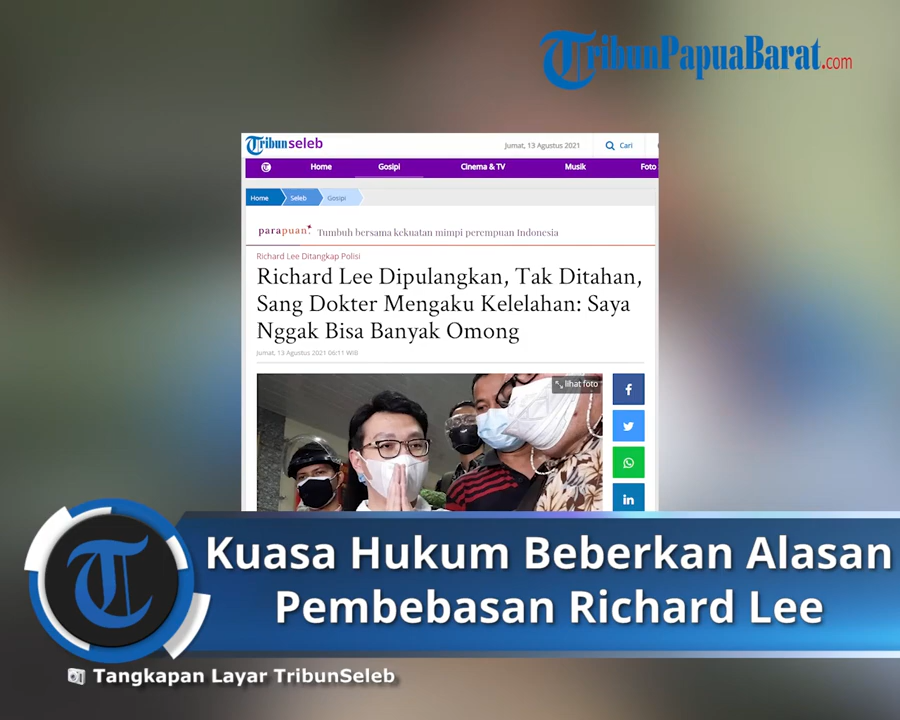 TribunPapuaBarat.com
Tribunseleb
Jumat, 13 Agustus 2021
Cari
Home
Gosipi
Cinema & TV
Musik
Foto
Home
Seleb
Gosipi
parapuan. Tumbuh bersama kekuatan mimpi perempuan Indonesia
Richard Lee Ditangkap Polisi
Richard Lee Dipulangkan, Tak Ditahan,
Sang Dokter Mengaku Kelelahan: Saya
Nggak Bisa Banyak Omong
Jumat, 13 Agustus 2021 06:11 WIB
lihat foto
f
in
T
Kuasa Hukum Beberkan Alasan
Pembebasan Richard Lee
Tangkapan Layar TribunSeleb